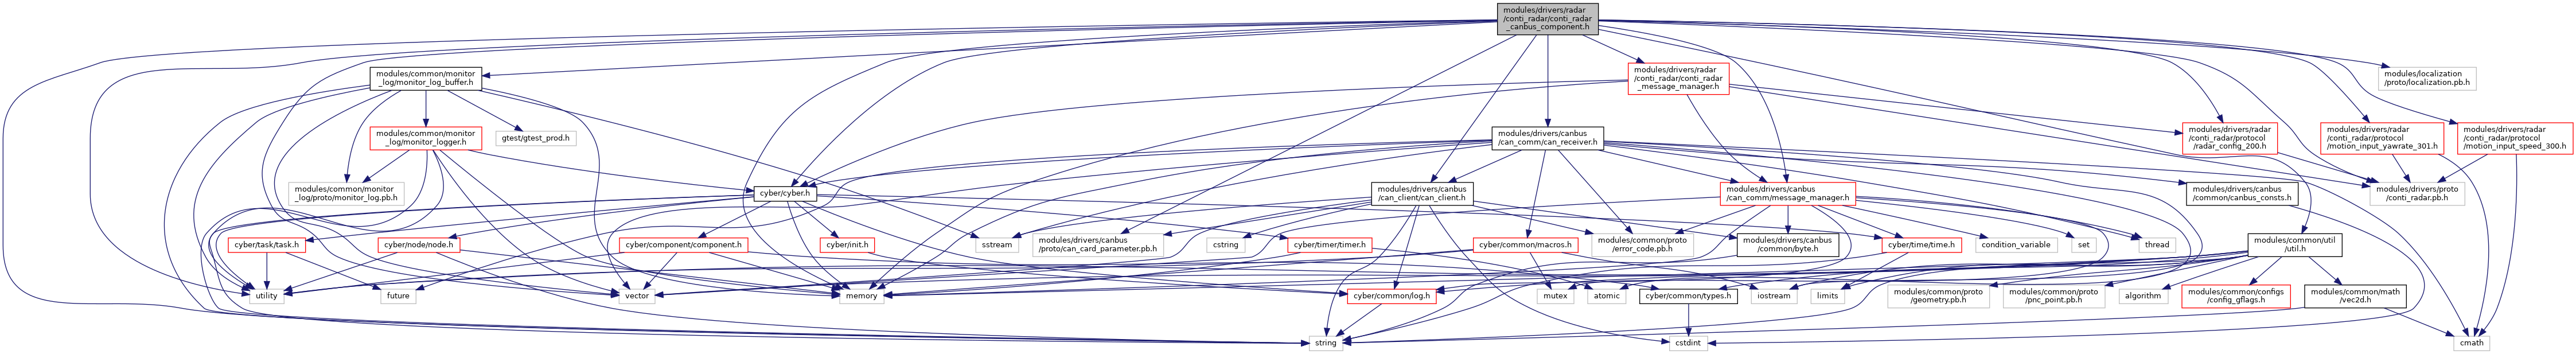 modules/drivers/radar
/conti_radar/conti_radar
_canbus_component.h
modules/common/monitor
_log/monitor_log_buffer.h
modules/drivers/radar
/conti_radar/conti_radar
_message_manager.h
modules/localization
/proto/localization.pb.h
modules/common/monitor
_log/monitor_logger.h
gtest/gtest_prod.h
modules/drivers/canbus
/can_comm/can_receiver.h
modules/drivers/radar
/conti_radar/protocol
/radar_config_200.h
modules/drivers/radar
/conti_radar/protocol
/motion_input_yawrate_301.h
modules/drivers/radar
/conti_radar/protocol
/motion_input_speed_300.h
modules/common/monitor
_log/proto/monitor_log.pb.h
cyber/cyber.h
modules/drivers/canbus
/can_client/can_client.h
modules/drivers/canbus
/can_comm/message_manager.h
modules/drivers/canbus
/common/canbus_consts.h
modules/drivers/proto
/conti_radar.pb.h
cyber/task/task.h
cyber/node/node.h
cyber/component/component.h
cyber/init.h
sstream
modules/drivers/canbus
/proto/can_card_parameter.pb.h
cstring
cyber/timer/timer.h
cyber/common/macros.h
modules/common/proto
/error_code.pb.h
modules/drivers/canbus
/common/byte.h
cyber/time/time.h
condition_variable
set
thread
modules/common/util
/util.h
utility
future
vector
memory
cyber/common/log.h
mutex
atomic
cyber/common/types.h
iostream
limits
modules/common/proto
/geometry.pb.h
modules/common/proto
/pnc_point.pb.h
algorithm
modules/common/configs
/config_gflags.h
modules/common/math
/vec2d.h
string
cstdint
cmath